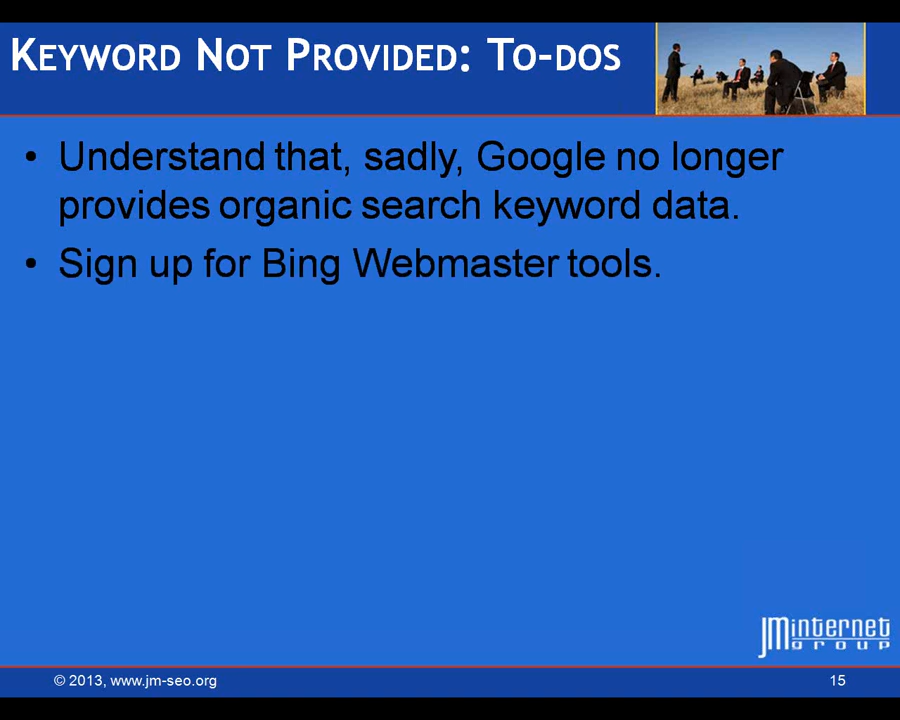 KEYWORD NOT PROVIDED: TO-DOS
• Understand that, sadly, Google no longer
provides organic search keyword data.
• Sign up for Bing Webmaster tools.
JMinternet
GROUP
© 2013, www.jm-seo.org
15